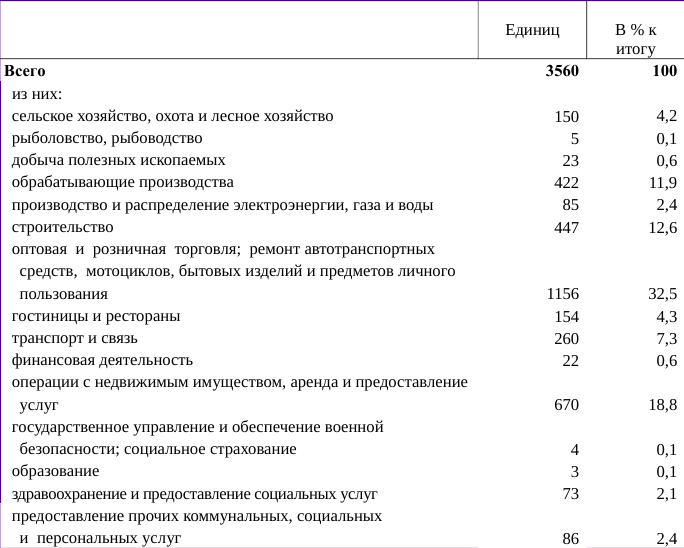 Единиц
В % к
итогу
Всего 3560 100
из них:
сельское хозяйство, охота и лесное хозяйство 150 4,2
рыболовство, рыбоводство 5 0,1
добыча полезных ископаемых 23 0,6
обрабатывающие производства 422 11,9
производство и распределение электроэнергии, газа и воды 85 2,4
строительство 447 12,6
оптовая и розничная торговля; ремонт автотранспортных
средств, мотоциклов, бытовых изделий и предметов личного
пользования 1156 32,5
гостиницы и рестораны 154 4,3
транспорт и связь 260 7,3
финансовая деятельность 22 0,6
операции с недвижимым имуществом, аренда и предоставление
услуг 670 18,8
государственное управление и обеспечение военной
безопасности; социальное страхование 4 0,1
образование 3 0,1
здравоохранение и предоставление социальных услуг 73 2,1
предоставление прочих коммунальных, социальных
и персональных услуг 86 2,4